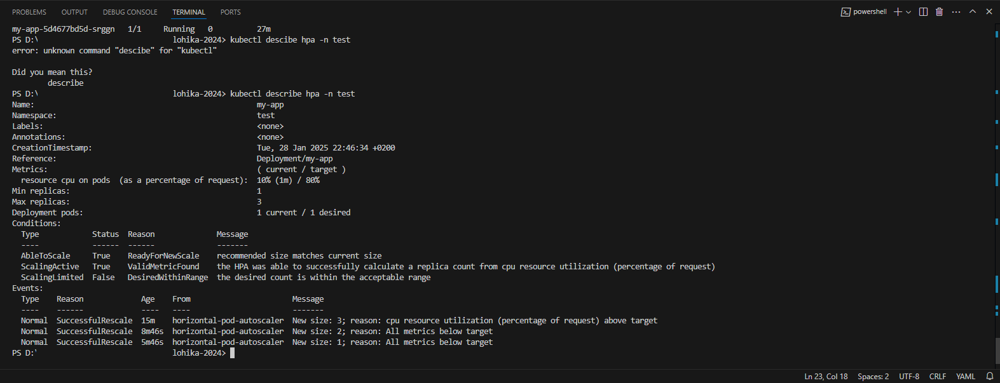 PROBLEMS OUTPUT DEBUG CONSOLE TERMINAL PORTS powershell
my-app-5d4677bd5d-srggn 1/1 Running 0 27m
PS D:\ lohika-2024> kubectl descibe hpa -n test
error: unknown command "descibe" for "kubectl"
Did you mean this?
describe
PS D:\ lohika-2024> kubectl describe hpa -n test
Name: my-app
Namespace: test
Labels: <none>
Annotations: <none>
CreationTimestamp: Tue, 28 Jan 2025 22:46:34 +0200
Reference: Deployment/my-app
Metrics: ( current / target )
resource cpu on pods (as a percentage of request): 10% (1m) / 80%
Min replicas: 1
Max replicas: 3
Deployment pods: 1 current / 1 desired
Conditions:
Type Status Reason Message
---- ------ ------ -------
AbleToScale True ReadyForNewScale recommended size matches current size
ScalingActive True ValidMetricFound the HPA was able to successfully calculate a replica count from cpu resource utilization (percentage of request)
ScalingLimited False DesiredWithinRange the desired count is within the acceptable range
Events:
Type Reason Age From Message
---- ------ ---- ---- -------
Normal SuccessfulRescale 15m horizontal-pod-autoscaler New size: 3; reason: cpu resource utilization (percentage of request) above target
Normal SuccessfulRescale 8m46s horizontal-pod-autoscaler New size: 2; reason: All metrics below target
Normal SuccessfulRescale 5m46s horizontal-pod-autoscaler New size: 1; reason: All metrics below target
PS D:\ lohika-2024>
Ln 23, Col 18 Spaces: 2 UTF-8 CRLF YAML